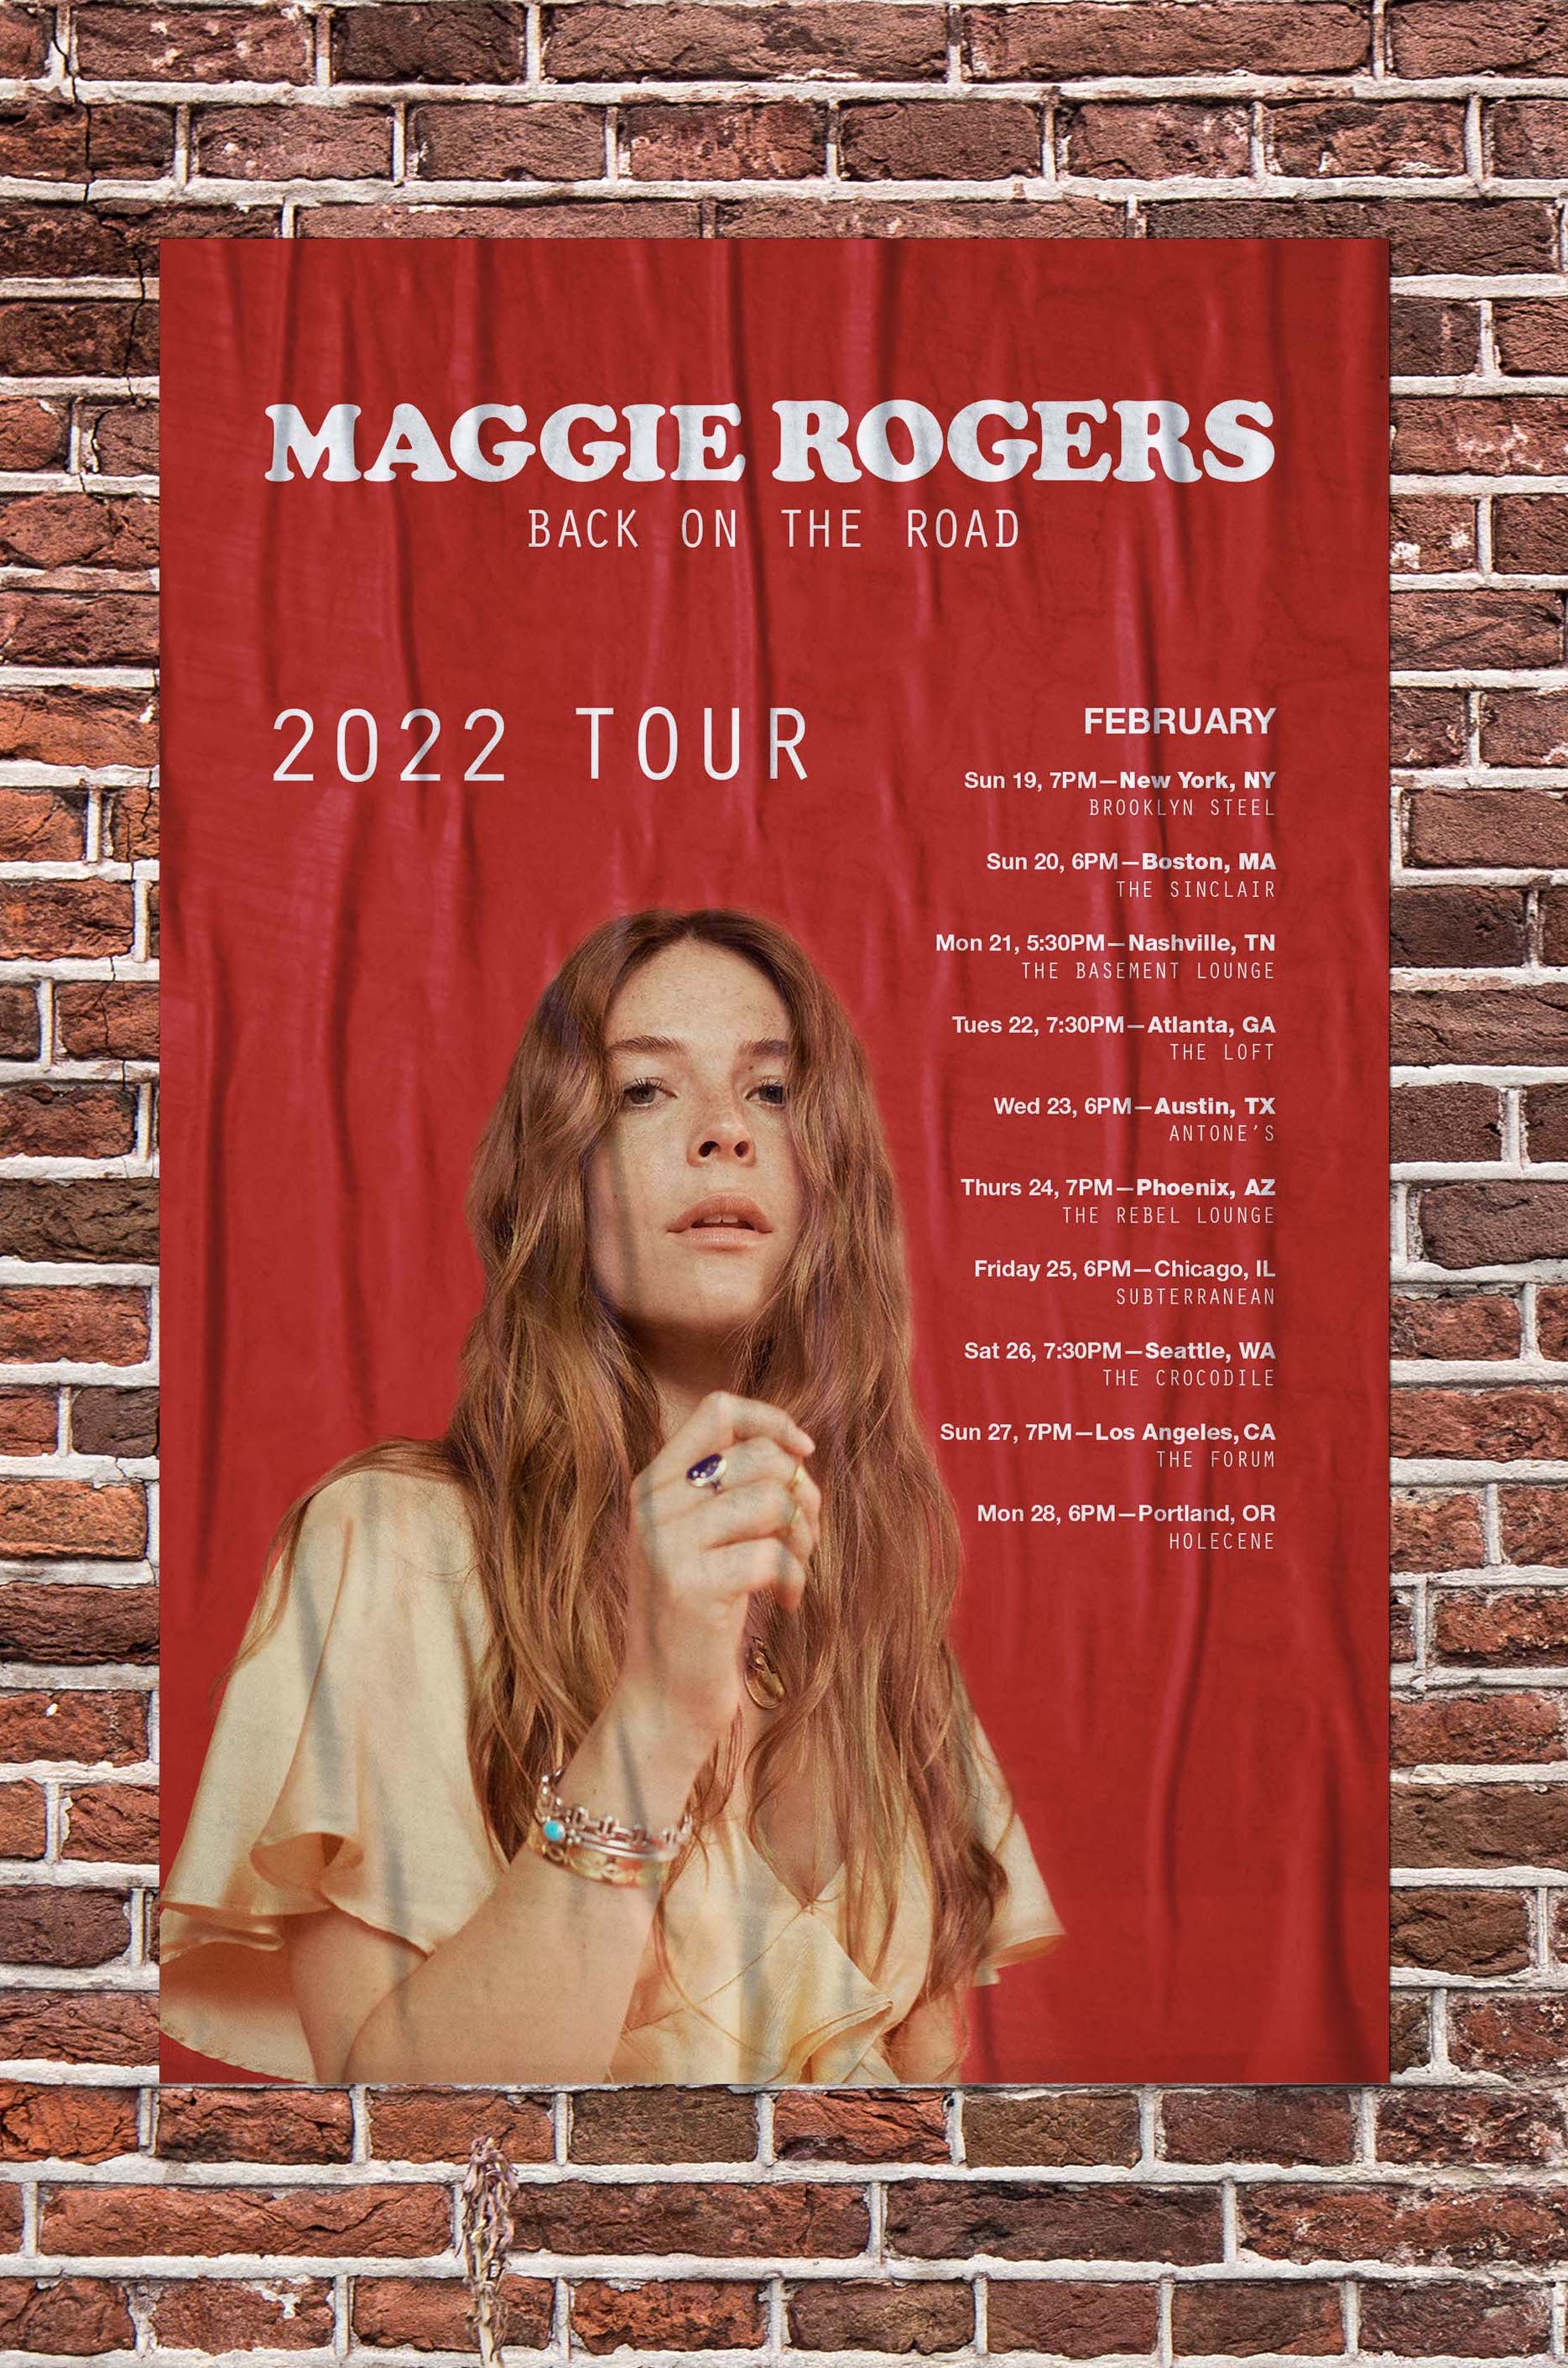 MAGGIE ROGERS
BACK ON THE ROAD
2022 TOUR
FEBRUARY
Sun 19, 7PM—New York, NY
BROOKLYN STEEL
Sun 20, 6PM—Boston, MA
THE SINCLAIR
Mon 21, 5:30PM—Nashville, TN
THE BASEMENT LOUNGE
Tues 22, 7:30PM—Atlanta, GA
THE LOFT
Wed 23, 6PM—Austin, TX
ANTONE'S
Thurs 24, 7PM—Phoenix, AZ
THE REBEL LOUNGE
Friday 25, 6PM—Chicago, IL
SUBTERRANEAN
Sat 26, 7:30PM—Seattle, WA
THE CROCODILE
Sun 27, 7PM—Los Angeles, CA
THE FORUM
Mon 28, 6PM—Portland, OR
HOLECENE